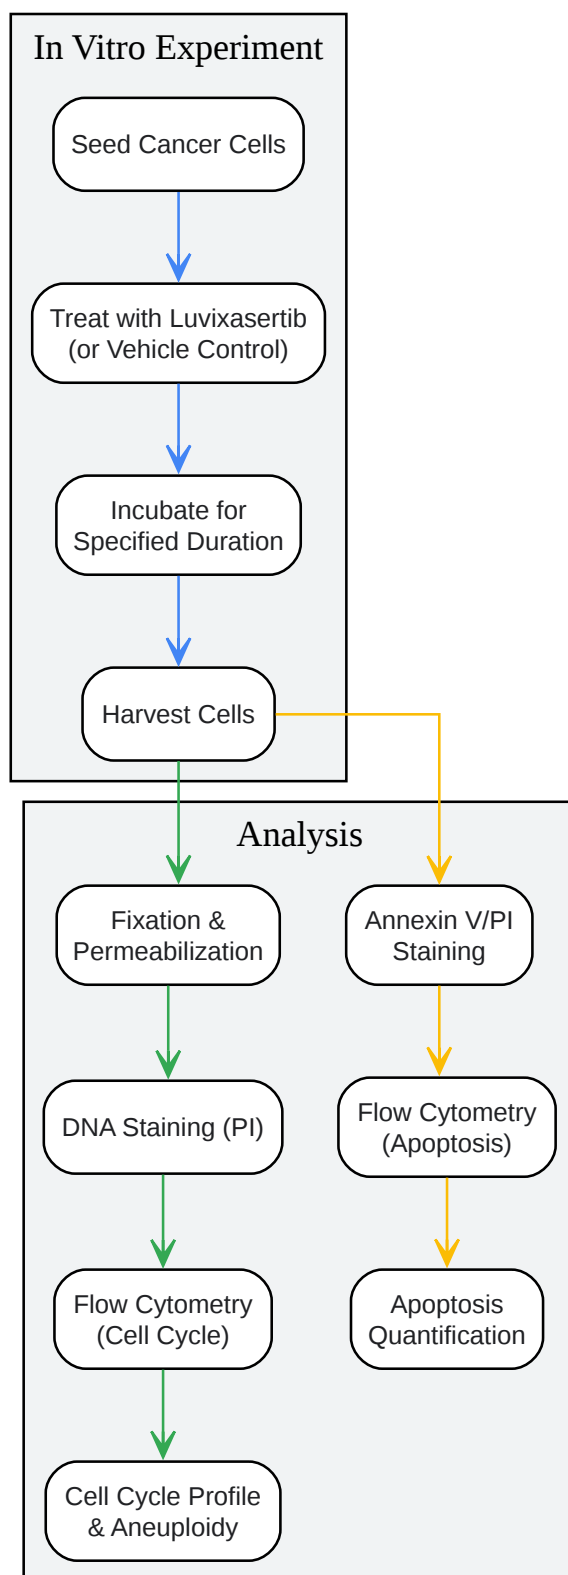 In Vitro Experiment
Seed Cancer Cells
Treat with Luvixasertib
(or Vehicle Control)
Incubate for
Specified Duration
Harvest Cells
Analysis
Fixation &
Permeabilization
Annexin V/PI
Staining
DNA Staining (PI)
Flow Cytometry
(Apoptosis)
Flow Cytometry
(Cell Cycle)
Apoptosis
Quantification
Cell Cycle Profile
& Aneuploidy